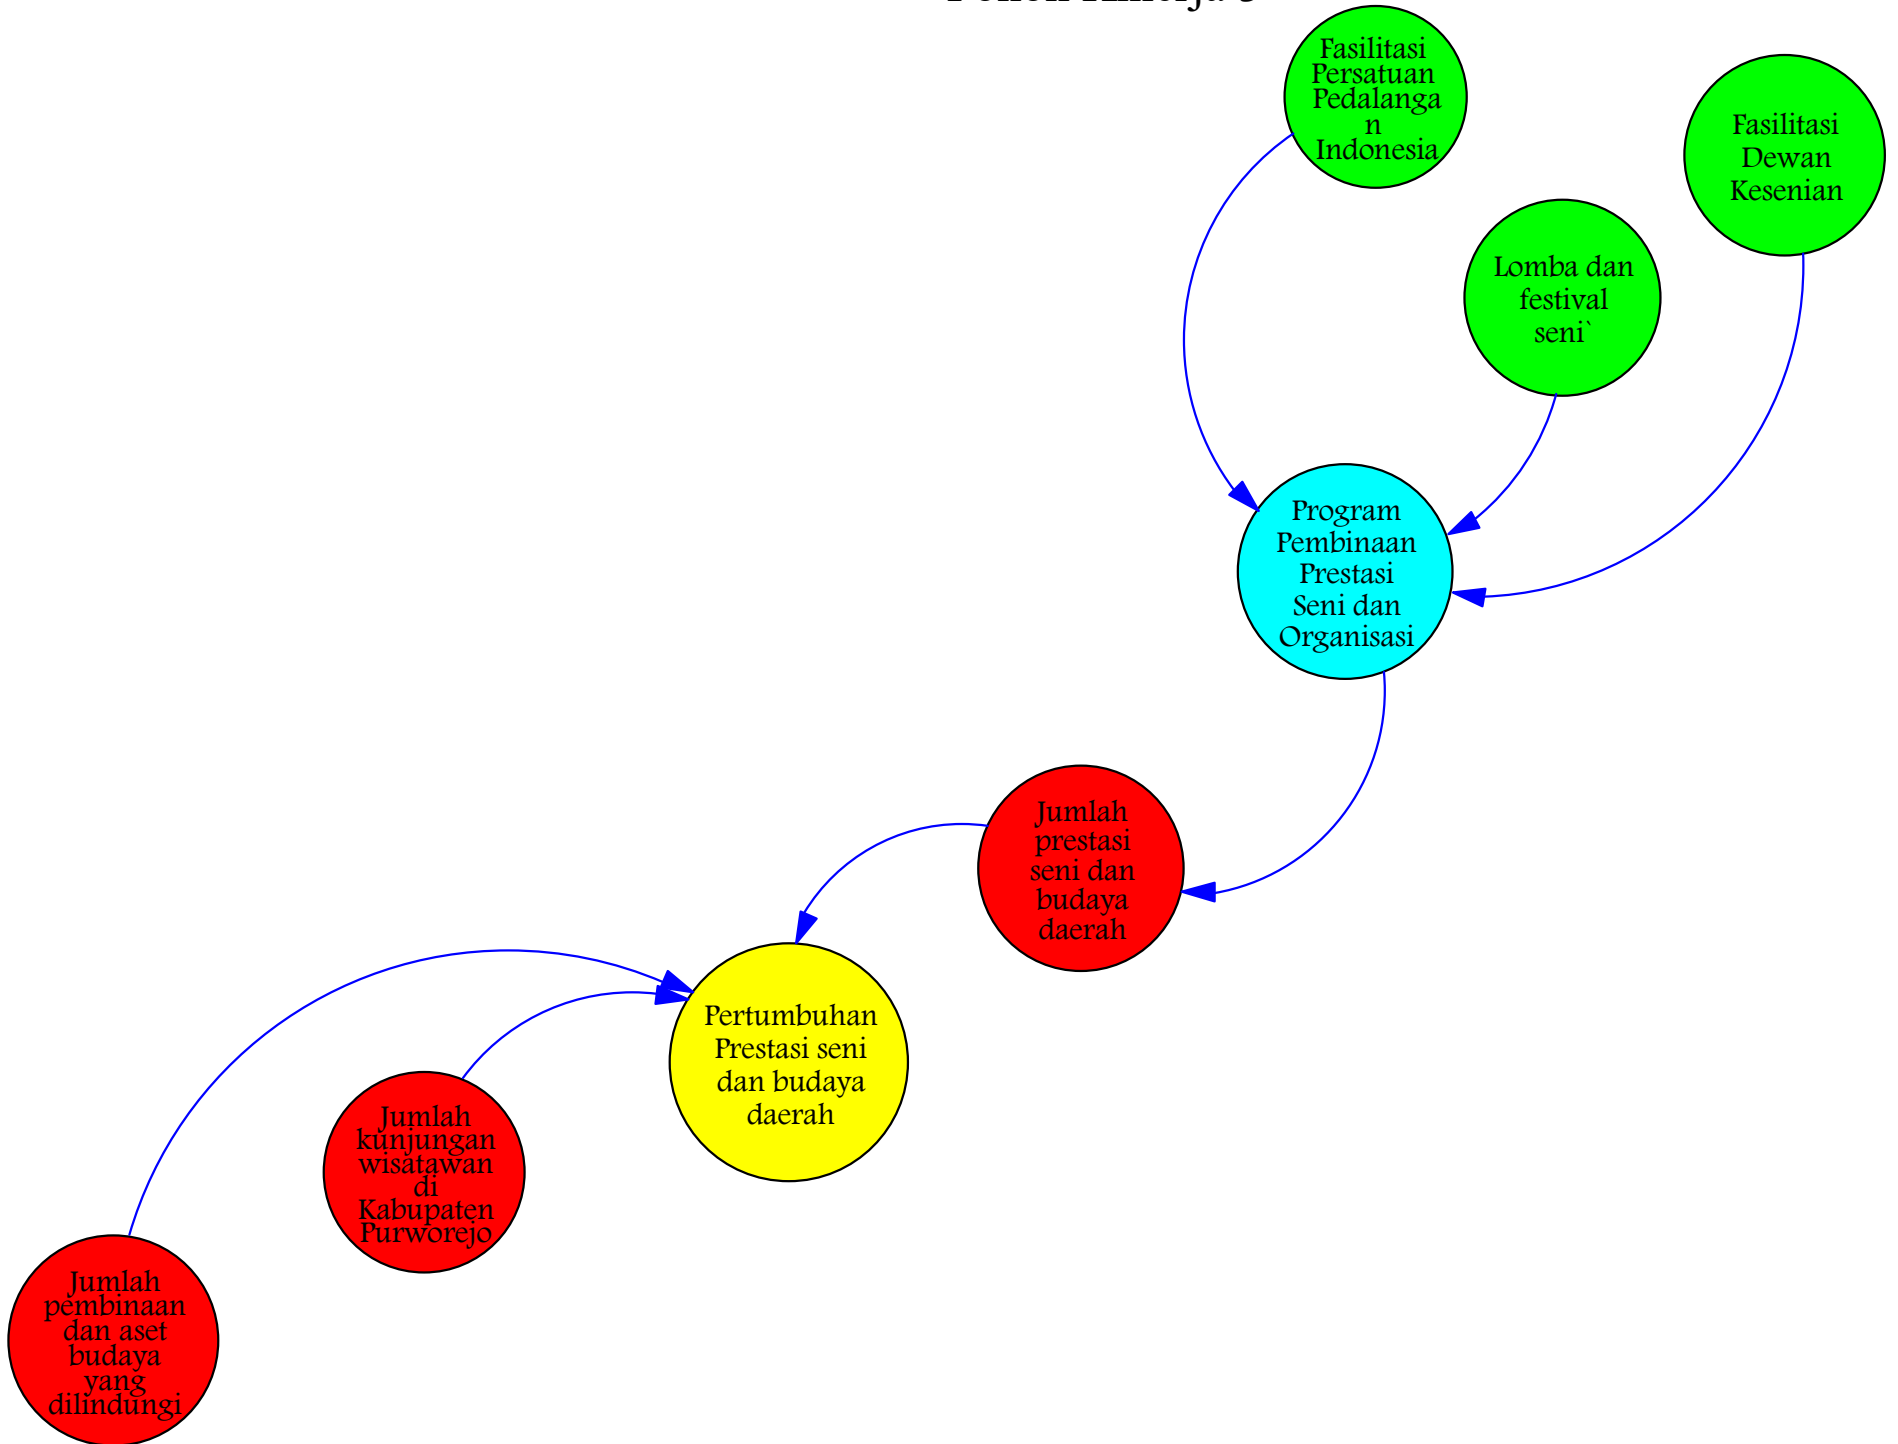 Fasilitasi
Persatuan
Pedalanga
n
Indonesia
Fasilitasi
Dewan
Kesenian
Lomba dan
festival
seni`
Program
Pembinaan
Prestasi
Seni dan
Organisasi
Jumlah
prestasi
seni dan
budaya
daerah
Pertumbuhan
Prestasi seni
dan budaya
daerah
Jumlah
kunjungan
wisatawan
di
Kabupaten
Purworejo
Jumlah
pembinaan
dan aset
budaya
yang
dilindungi